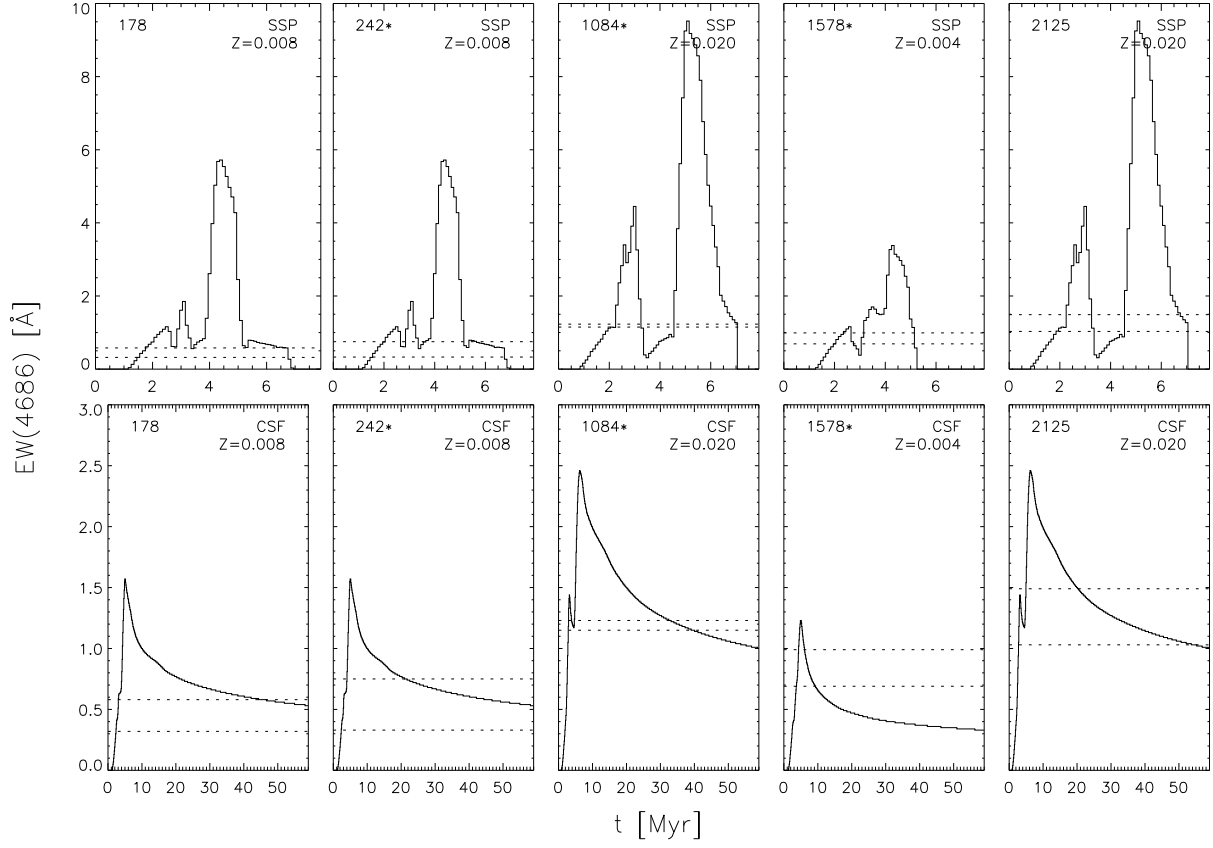 178 SSP
Z=0.008
242* SSP
Z=0.008
1084* SSP
Z=0.020
1578* SSP
Z=0.004
2125 SSP
Z=0.020
10
8
6
4
2
0
0 2 4 6
0 2 4 6
0 2 4 6
0 2 4 6
0 2 4 6
EW(4686) [Å]
178 CSF
Z=0.008
242* CSF
Z=0.008
1084* CSF
Z=0.020
1578* CSF
Z=0.004
2125 CSF
Z=0.020
3.0
2.5
2.0
1.5
1.0
0.5
0.0
0 10 20 30 40 50
0 10 20 30 40 50
0 10 20 30 40 50
0 10 20 30 40 50
0 10 20 30 40 50
t [Myr]